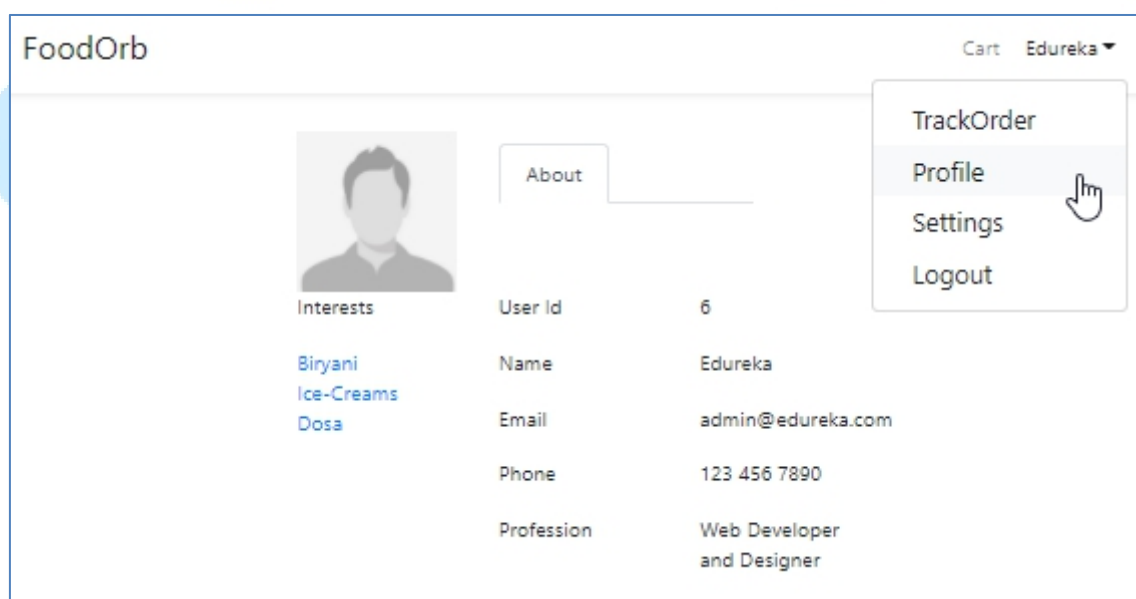 FoodOrb
Cart Edureka
TrackOrder
Profile
Settings
Logout
About
Interests
Biryani
Ice-Creams
Dosa
User Id 6
Name Edureka
Email admin@edureka.com
Phone 123 456 7890
Profession Web Developer
and Designer